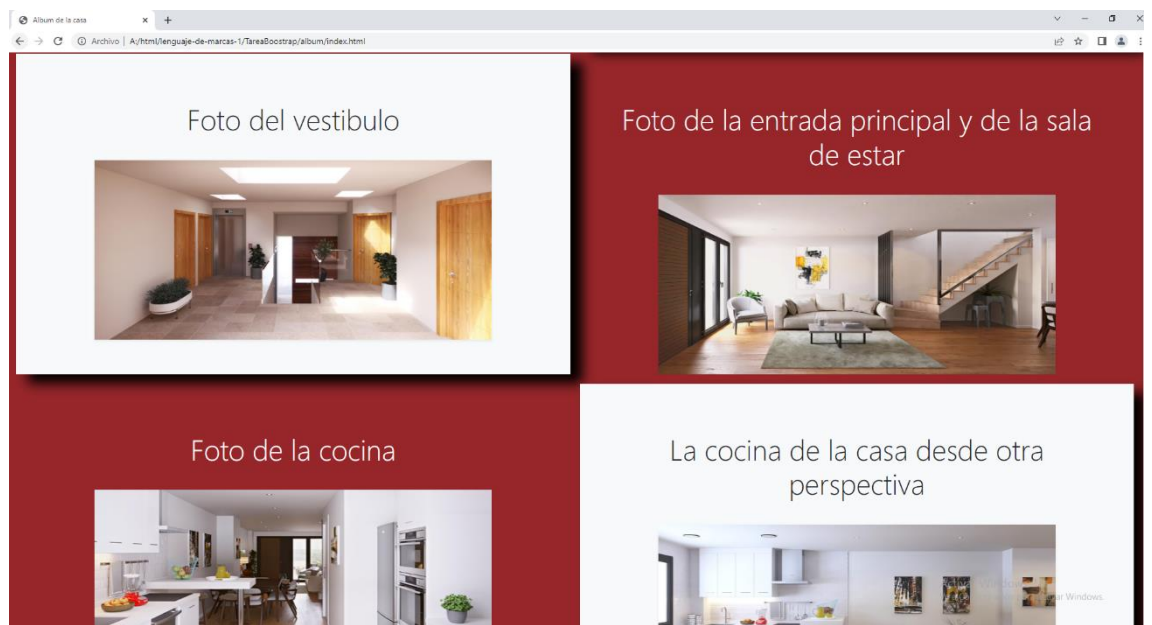 Album de la casa
Archivo | A:/html/lenguaje-de-marcas-1/TareaBoostrap/album/index.html
Foto del vestibulo
Foto de la entrada principal y de la sala
de estar
Foto de la cocina
La cocina de la casa desde otra
perspectiva
Windows.